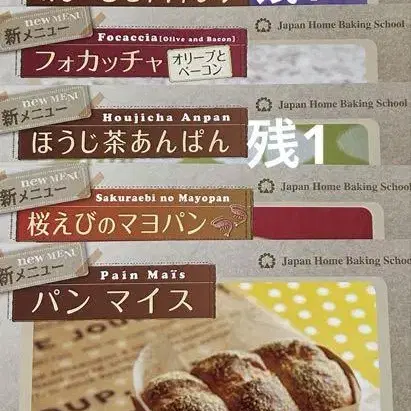 new MENU
新メニュー
Focaccia[Olive and Bacon]
フォカッチャ
オリーブと
ベーコン
Japan Home Baking School
new MENU
新メニュー
Houjicha Anpan
ほうじ茶あんぱん
残1
Japan Home Baking School
new MENU
新メニュー
Sakuraebi no Mayopan
桜えびのマヨパン
Japan Home Baking School
new MENU
新メニュー
Pain Maïs
パン マイス
Japan Home Baking School